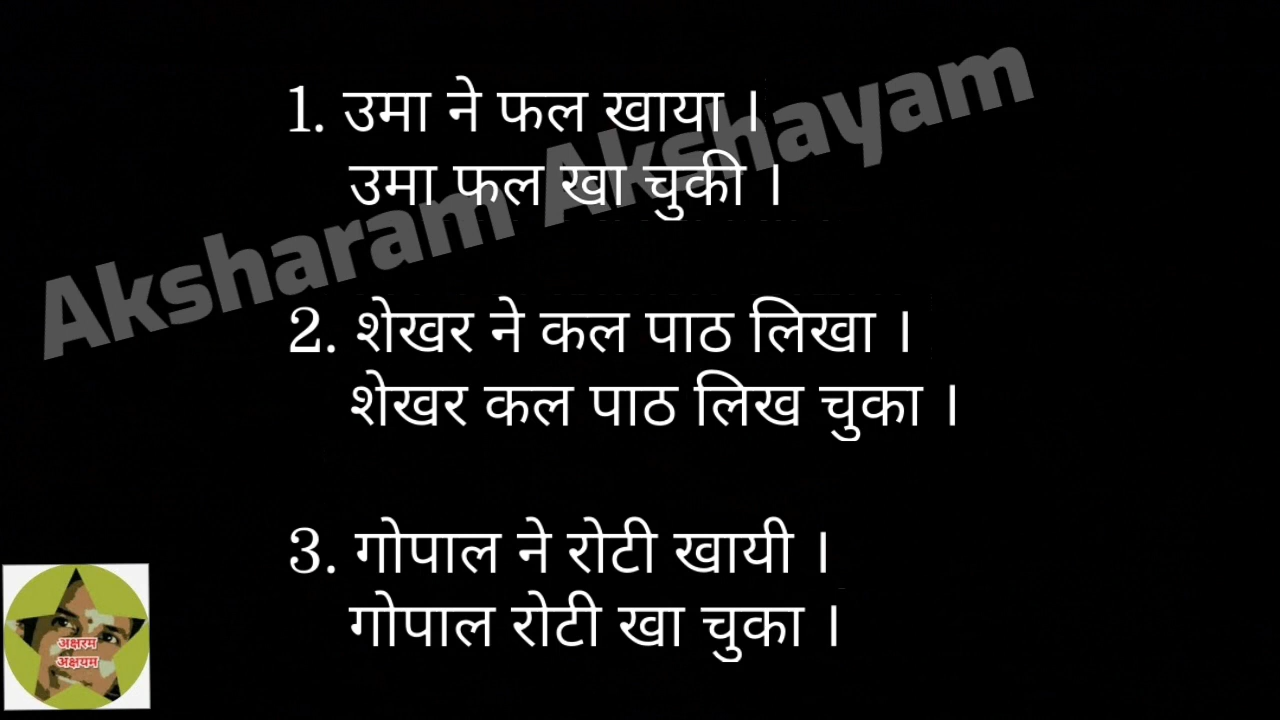 1. उमा ने फल खाया ।
उमा फल खा चुकी ।
2. शेखर ने कल पाठ लिखा ।
शेखर कल पाठ लिख चुका ।
3. गोपाल ने रोटी खायी ।
गोपाल रोटी खा चुका ।
Aksharam Akshayam
अक्षरम
अक्षयम